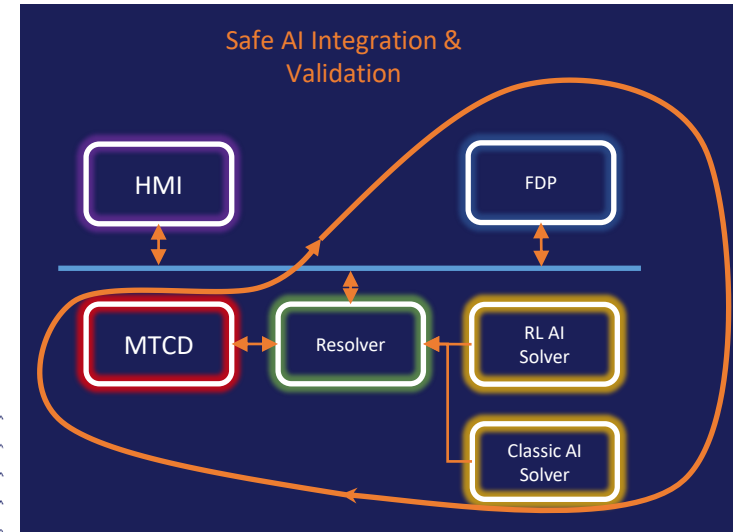 Safe AI Integration &
Validation
HMI
FDP
MTCD
Resolver
RL AI
Solver
Classic AI
Solver